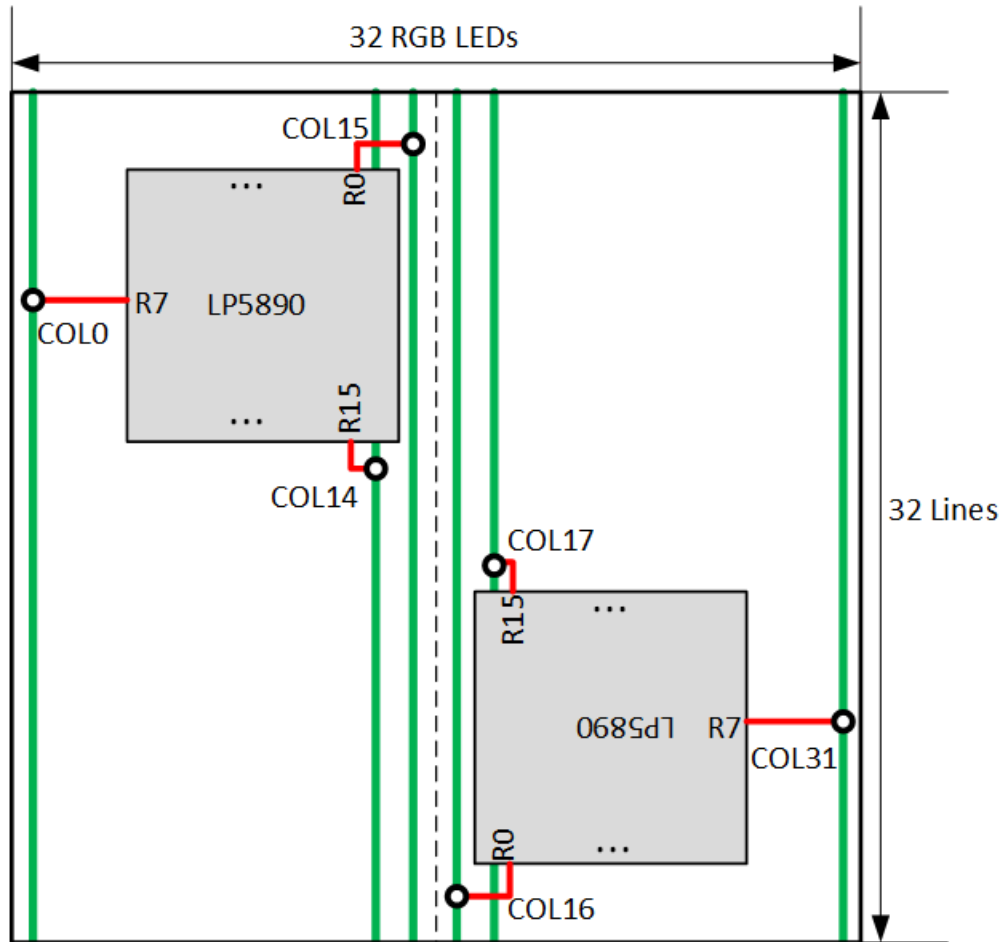 32 RGB LEDs
COL15
...
R0
R7
LP5890
COL0
R15
...
COL14
32 Lines
COL17
R15
...
LP5890
R7
COL31
R0
...
COL16